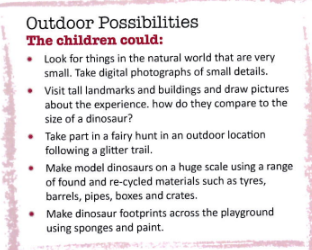 Outdoor Possibilities
The children could:
• Look for things in the natural world that are very
small. Take digital photographs of small details.
• Visit tall landmarks and buildings and draw pictures
about the experience. how do they compare to the
size of a dinosaur?
• Take part in a fairy hunt in an outdoor location
following a glitter trail.
• Make model dinosaurs on a huge scale using a range
of found and re-cycled materials such as tyres,
barrels, pipes, boxes and crates.
• Make dinosaur footprints across the playground
using sponges and paint.